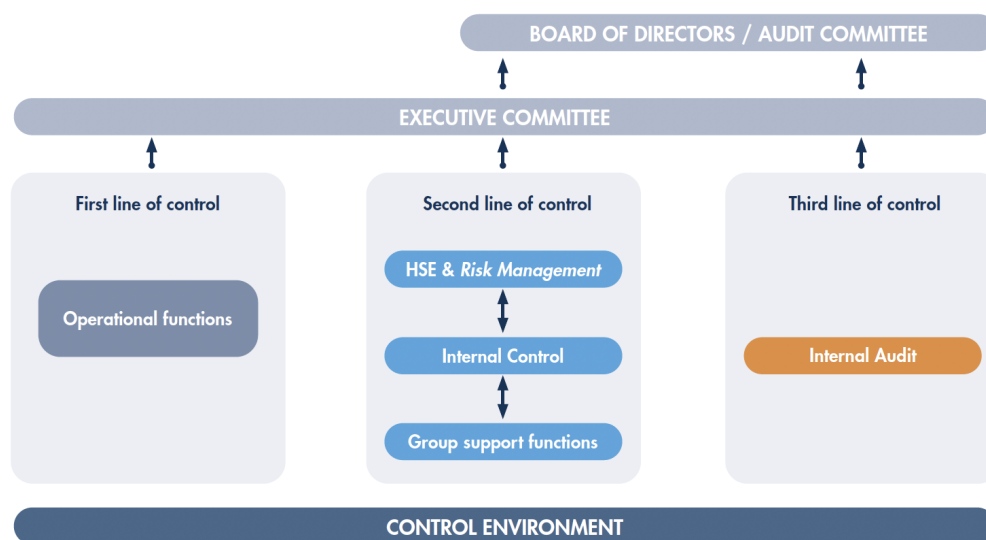 BOARD OF DIRECTORS / AUDIT COMMITTEE
EXECUTIVE COMMITTEE
First line of control
Operational functions
Second line of control
HSE & Risk Management
Internal Control
Group support functions
Third line of control
Internal Audit
CONTROL ENVIRONMENT